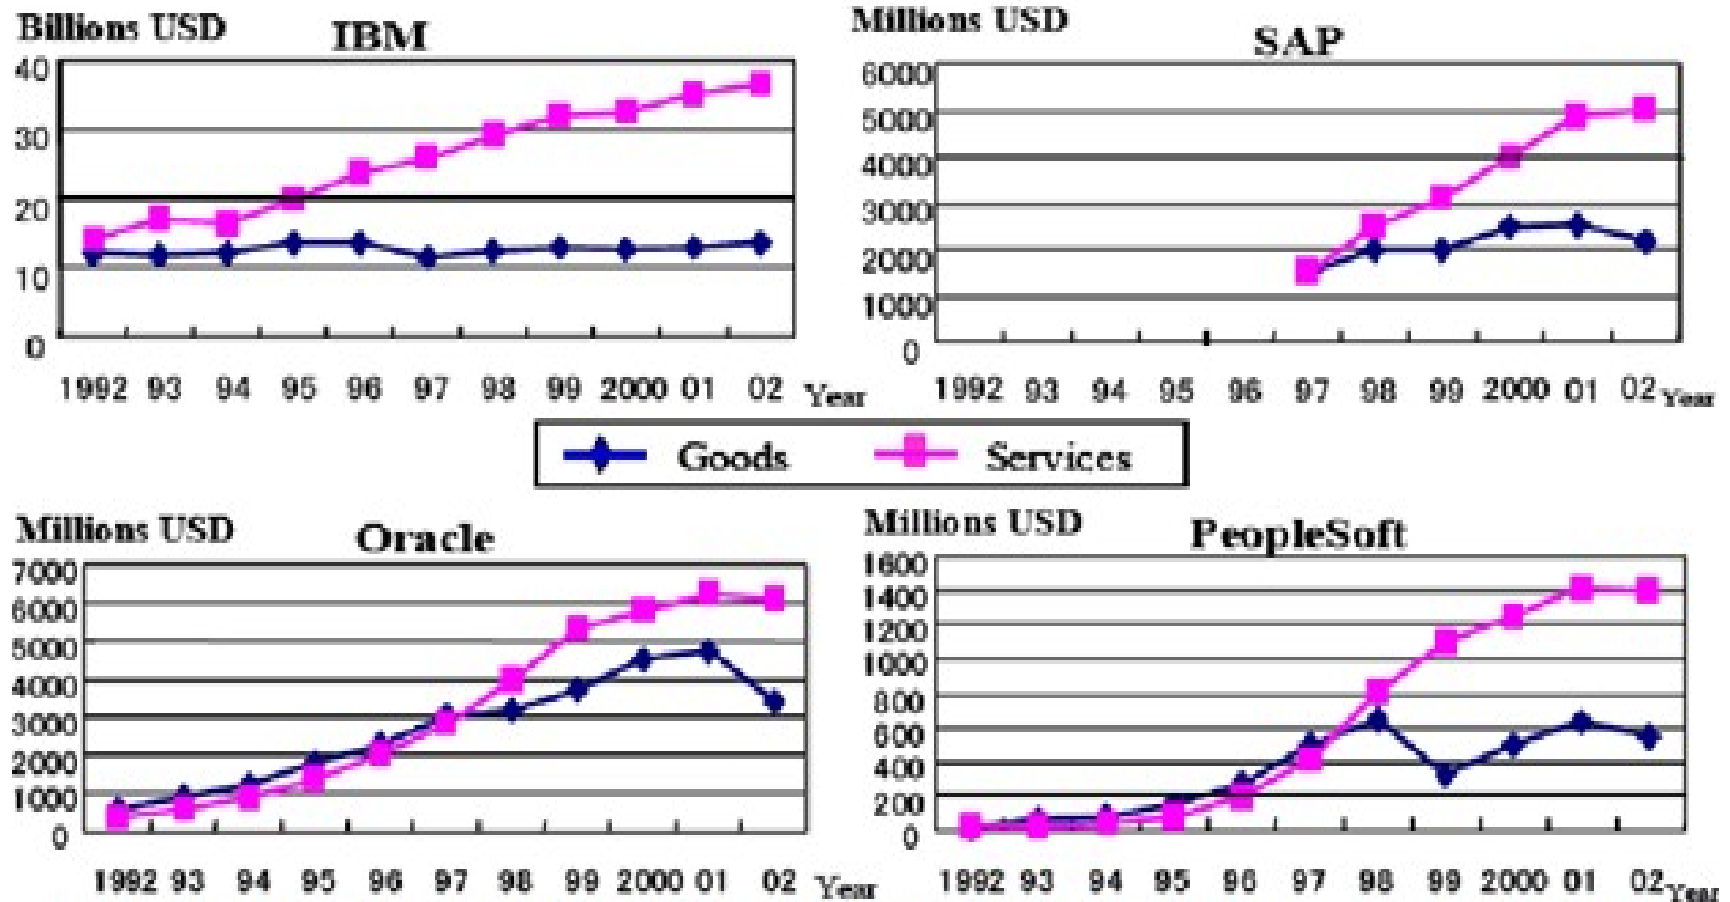 Billions USD
IBM
40
30
20
10
0
1992 93 94 95 96 97 98 99 2000 01 02 Year
Millions USD
SAP
6000
5000
4000
3000
2000
1000
0
1992 93 94 95 96 97 98 99 2000 01 02 Year
Goods Services
Millions USD
Oracle
7000
6000
5000
4000
3000
2000
1000
0
1992 93 94 95 96 97 98 99 2000 01 02 Year
Millions USD
PeopleSoft
1600
1400
1200
1000
800
600
400
200
0
1992 93 94 95 96 97 98 99 2000 01 02 Year